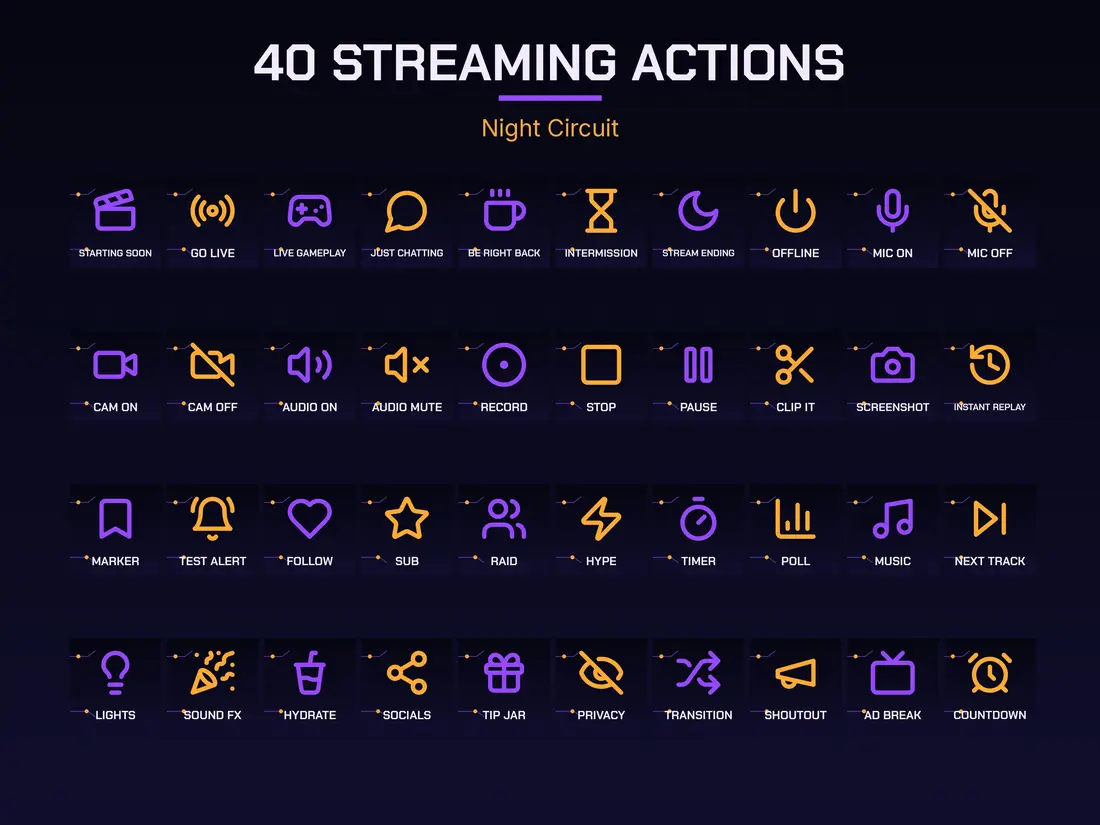 40 STREAMING ACTIONS
Night Circuit
STARTING SOON
GO LIVE
LIVE GAMEPLAY
JUST CHATTING
BE RIGHT BACK
INTERMISSION
STREAM ENDING
OFFLINE
MIC ON
MIC OFF
CAM ON
CAM OFF
AUDIO ON
AUDIO MUTE
RECORD
STOP
PAUSE
CLIP IT
SCREENSHOT
INSTANT REPLAY
MARKER
TEST ALERT
FOLLOW
SUB
RAID
HYPE
TIMER
POLL
MUSIC
NEXT TRACK
LIGHTS
SOUND FX
HYDRATE
SOCIALS
TIP JAR
PRIVACY
TRANSITION
SHOUTOUT
AD BREAK
COUNTDOWN